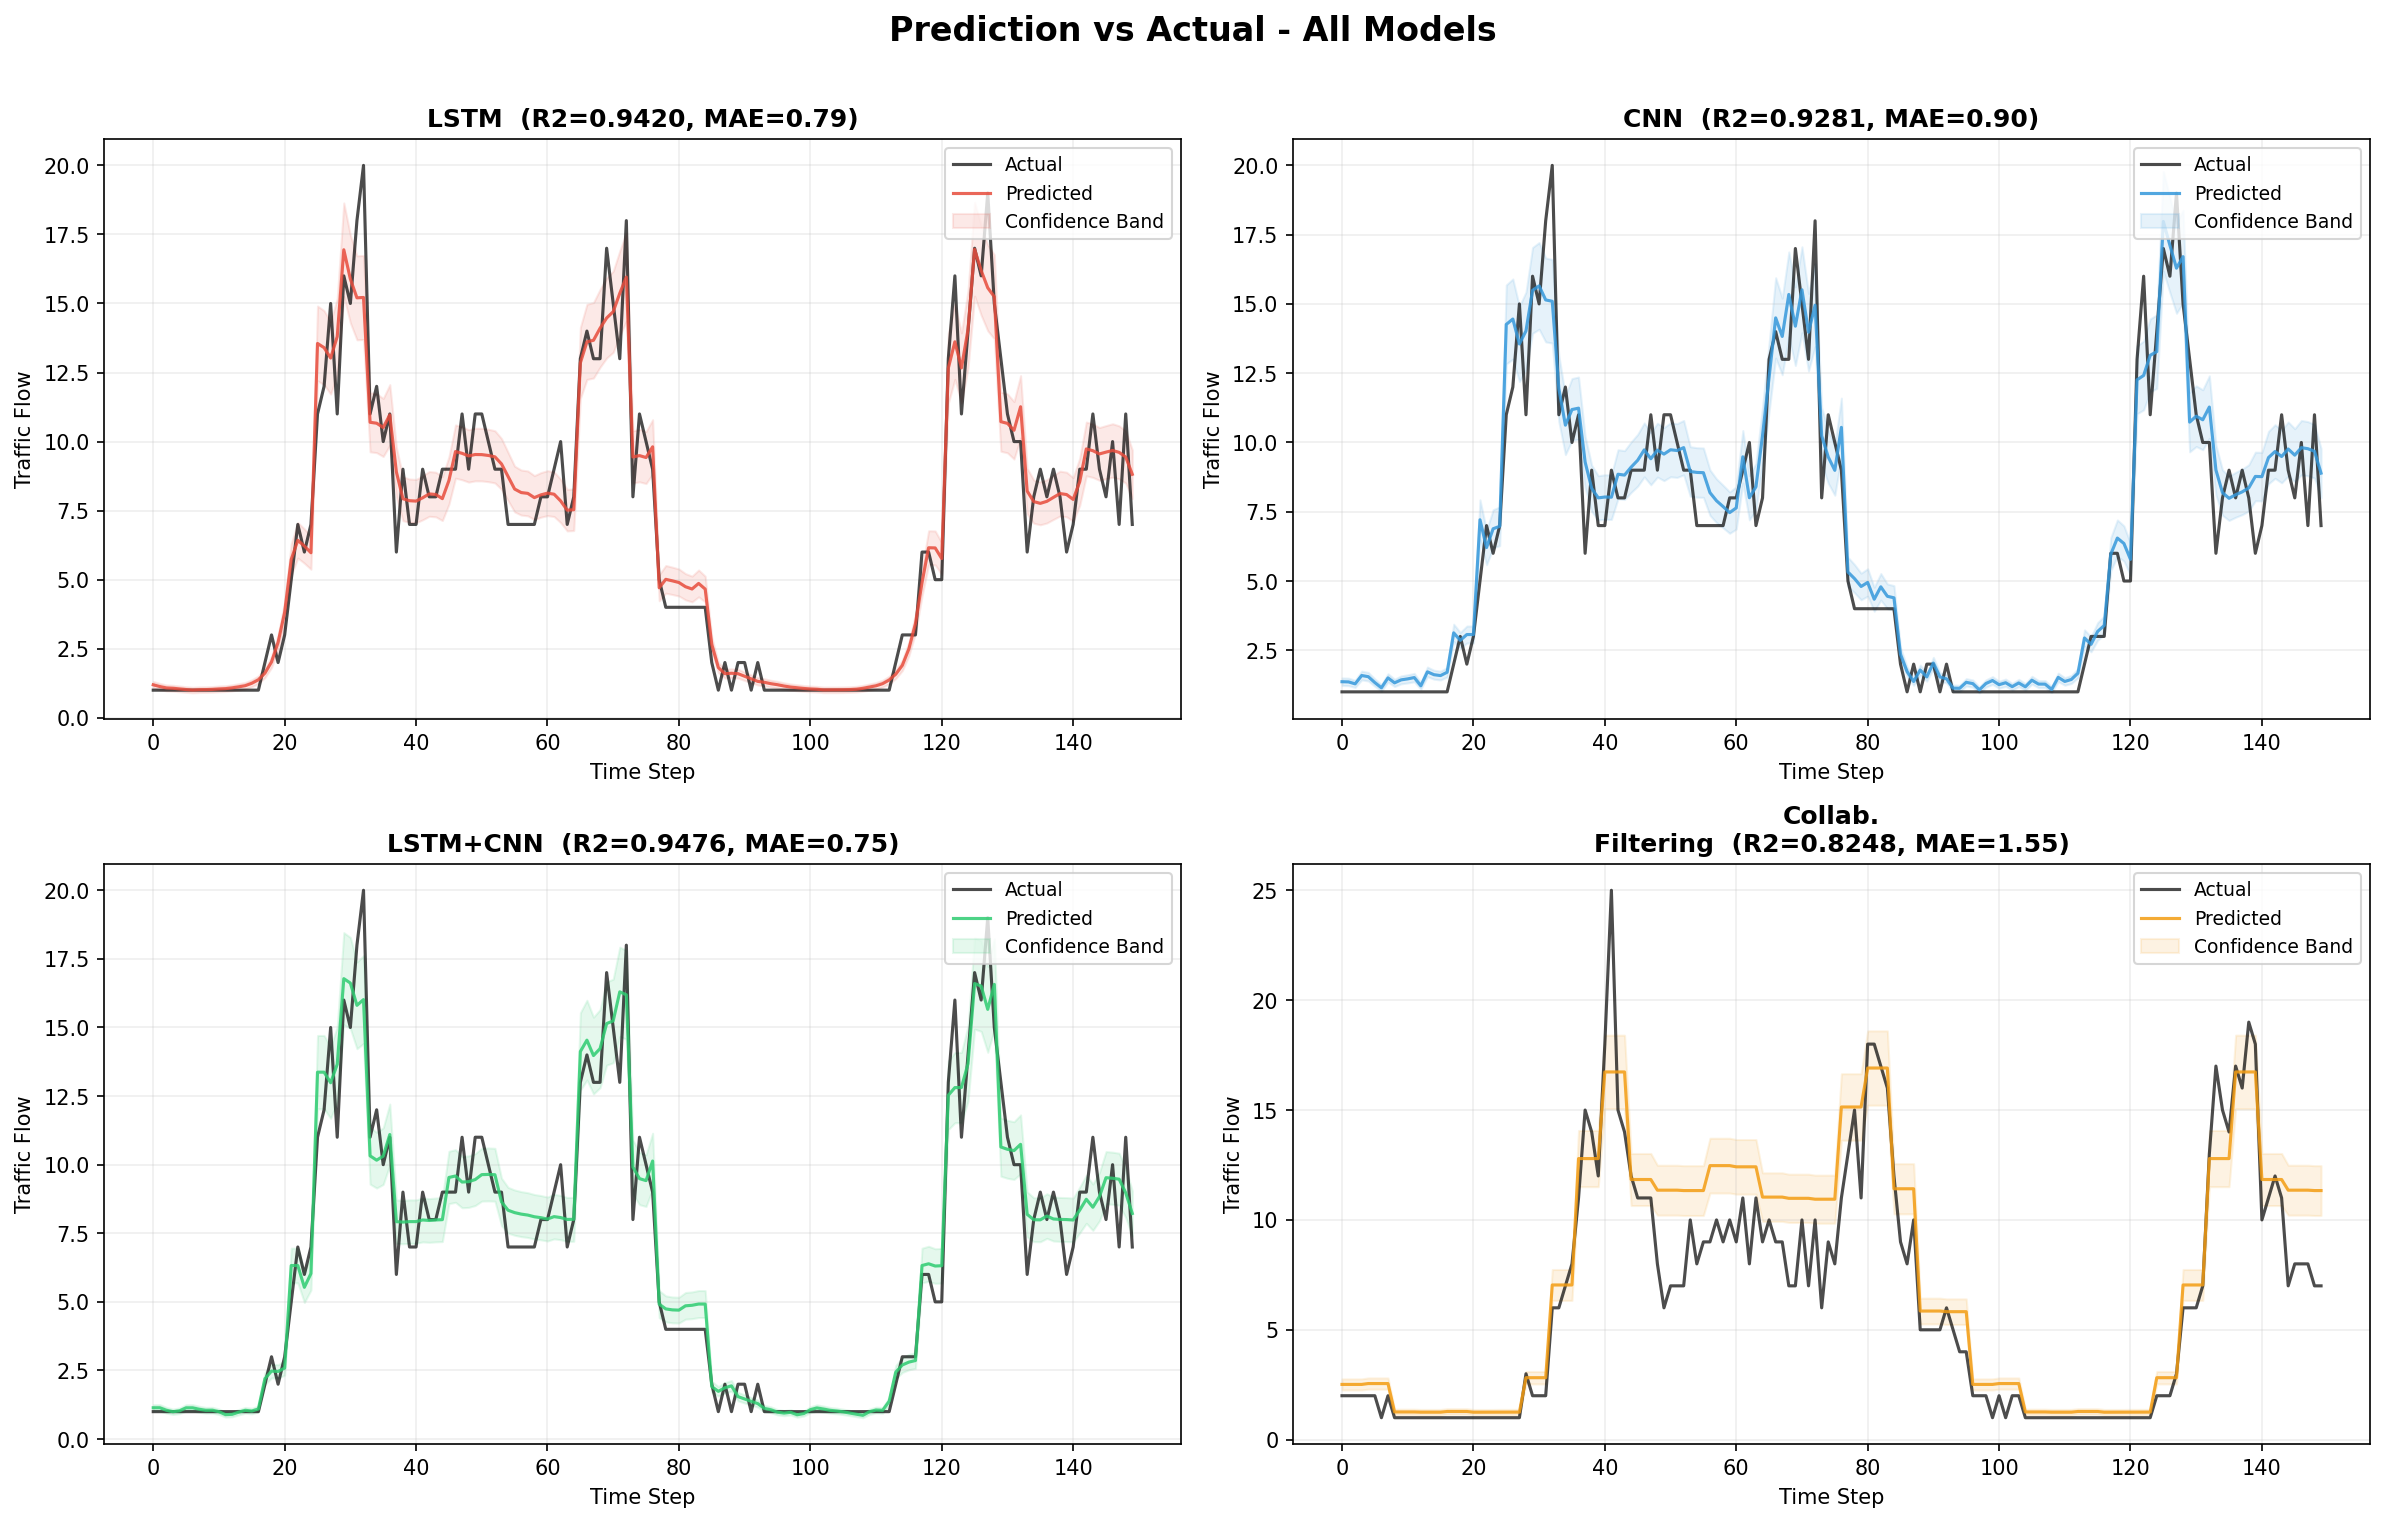 Prediction vs Actual - All Models
LSTM  (R2=0.9420, MAE=0.79)
Traffic Flow
20.0
17.5
15.0
12.5
10.0
7.5
5.0
2.5
0.0
Actual
Predicted
Confidence Band
0 20 40 60 80 100 120 140
Time Step
CNN  (R2=0.9281, MAE=0.90)
Traffic Flow
20.0
17.5
15.0
12.5
10.0
7.5
5.0
2.5
Actual
Predicted
Confidence Band
0 20 40 60 80 100 120 140
Time Step
LSTM+CNN  (R2=0.9476, MAE=0.75)
Traffic Flow
20.0
17.5
15.0
12.5
10.0
7.5
5.0
2.5
0.0
Actual
Predicted
Confidence Band
0 20 40 60 80 100 120 140
Time Step
Collab.
Filtering  (R2=0.8248, MAE=1.55)
Traffic Flow
25
20
15
10
5
0
Actual
Predicted
Confidence Band
0 20 40 60 80 100 120 140
Time Step